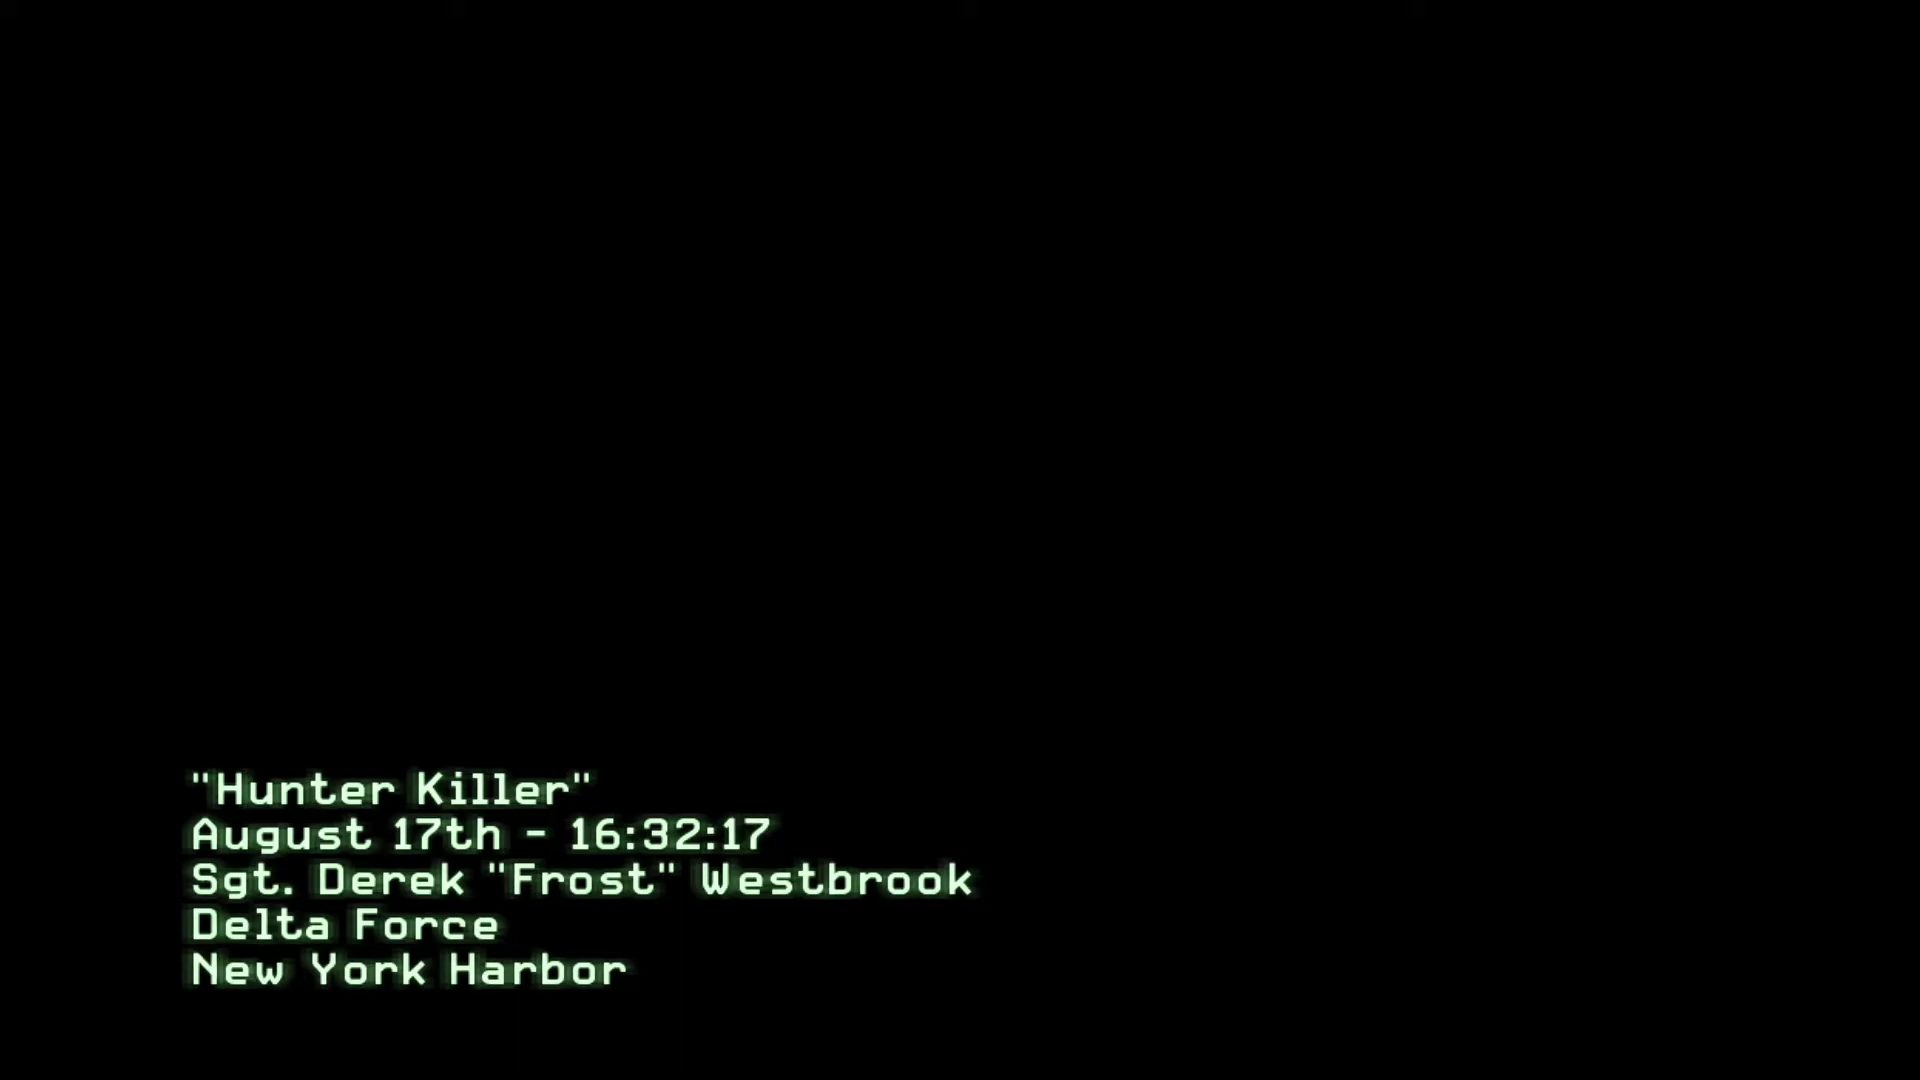 "Hunter Killer"
August 17th - 16:32:17
Sgt. Derek "Frost" Westbrook
Delta Force
New York Harbor